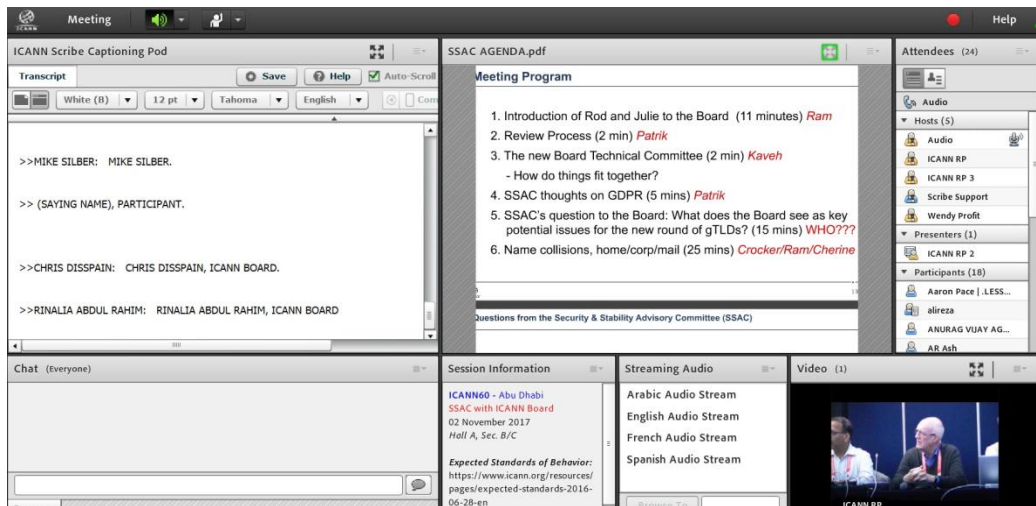 ICANN
Meeting
Help
ICANN Scribe Captioning Pod
Transcript
Save
Help
Auto-Scroll
White (B)
12 pt
Tahoma
English
Com
>>MIKE SILBER: MIKE SILBER.
>> (SAYING NAME), PARTICIPANT.
>>CHRIS DISSPAIN: CHRIS DISSPAIN, ICANN BOARD.
>>RINALIA ABDUL RAHIM: RINALIA ABDUL RAHIM, ICANN BOARD
SSAC AGENDA.pdf
Meeting Program
1. Introduction of Rod and Julie to the Board (11 minutes) Ram
2. Review Process (2 min) Patrik
3. The new Board Technical Committee (2 min) Kaveh
- How do things fit together?
4. SSAC thoughts on GDPR (5 mins) Patrik
5. SSAC's question to the Board: What does the Board see as key
potential issues for the new round of gTLDs? (15 mins) WHO???
6. Name collisions, home/corp/mail (25 mins) Crocker/Ram/Cherine
Questions from the Security & Stability Advisory Committee (SSAC)
Attendees (24)
Audio
Hosts (5)
Audio
ICANN RP
ICANN RP 3
Scribe Support
Wendy Profit
Presenters (1)
ICANN RP 2
Participants (18)
Aaron Pace | .LESS...
alireza
ANURAG VIJAY AG...
AR Ash
Chat (Everyone)
Session Information
ICANN60 - Abu Dhabi
SSAC with ICANN Board
02 November 2017
Hall A, Sec. B/C
Expected Standards of Behavior:
https://www.icann.org/resources/
pages/expected-standards-2016-
06-28-en
Streaming Audio
Arabic Audio Stream
English Audio Stream
French Audio Stream
Spanish Audio Stream
Browse To
Video (1)
ICANN RP